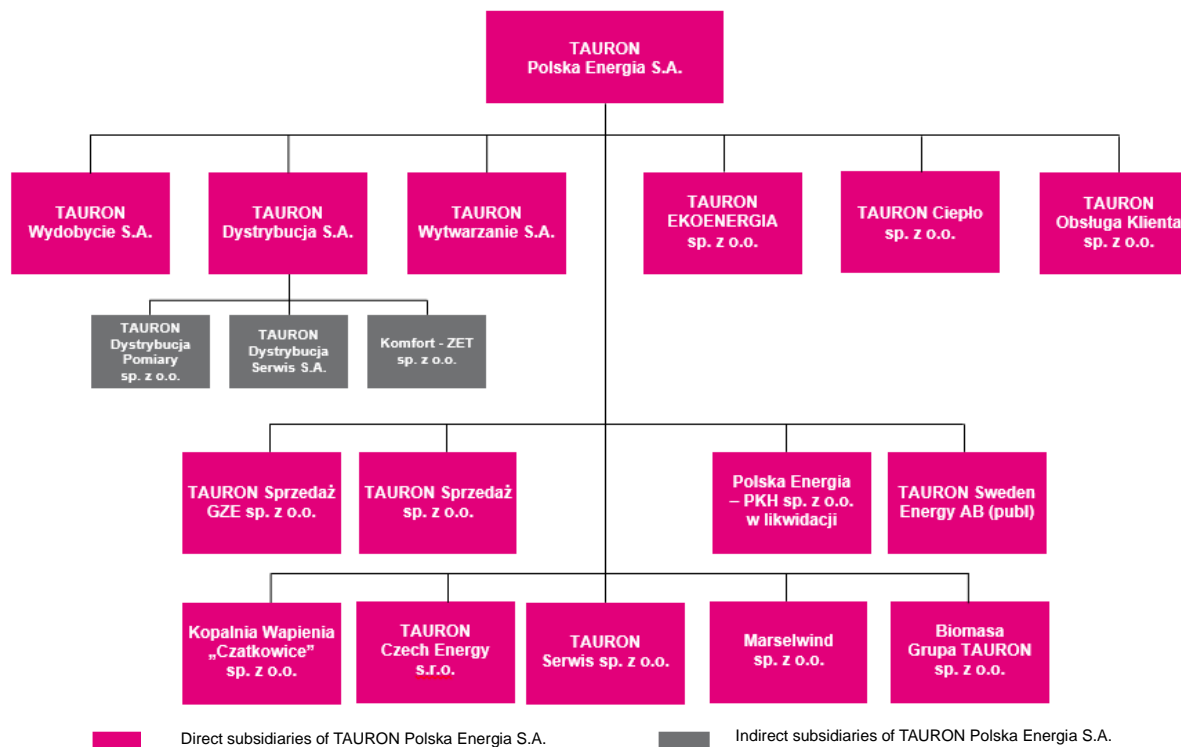 TAURON
Polska Energia S.A.
TAURON
Wydobycie S.A.
TAURON
Dystrybucja S.A.
TAURON
Wytwarzanie S.A.
TAURON
EKOENERGIA
sp. z o.o.
TAURON Ciepło
sp. z o.o.
TAURON
Obsługa Klienta
sp. z o.o.
TAURON
Dystrybucja
Pomiary
sp. z o.o.
TAURON
Dystrybucja
Serwis S.A.
Komfort - ZET
sp. z o.o.
TAURON Sprzedaż
GZE sp. z o.o.
TAURON Sprzedaż
sp. z o.o.
Polska Energia
– PKH sp. z o.o.
w likwidacji
TAURON Sweden
Energy AB (publ)
Kopalnia Wapienia
„Czatkowice”
sp. z o.o.
TAURON
Czech Energy
s.r.o.
TAURON
Serwis sp. z o.o.
Marselwind
sp. z o.o.
Biomasa
Grupa TAURON
sp. z o.o.
Direct subsidiaries of TAURON Polska Energia S.A.
Indirect subsidiaries of TAURON Polska Energia S.A.